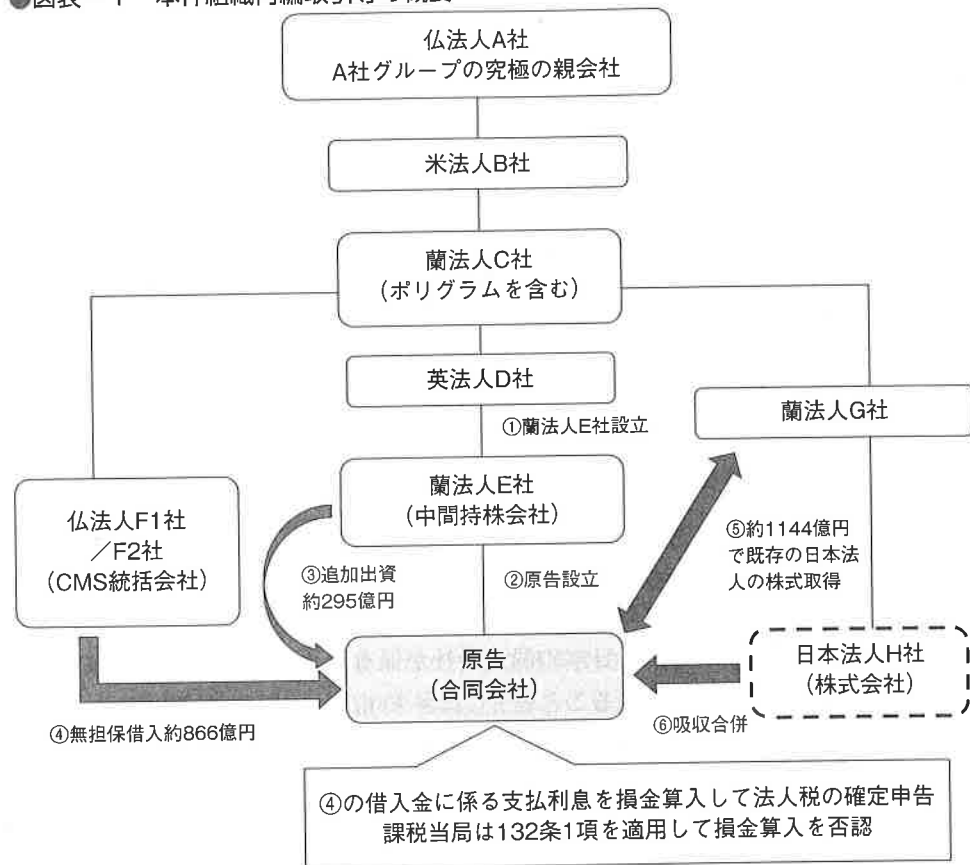 仏法人A社
A社グループの究極の親会社
米法人B社
蘭法人C社
(ポリグラムを含む)
英法人D社
①蘭法人E社設立
蘭法人G社
蘭法人E社
(中間持株会社)
仏法人F1社
／F2社
(CMS統括会社)
③追加出資
約295億円
②原告設立
⑤約1144億円
で既存の日本法
人の株式取得
原告
(合同会社)
日本法人H社
(株式会社)
④無担保借入約866億円
⑥吸収合併
④の借入金に係る支払利息を損金算入して法人税の確定申告
課税当局は132条1項を適用して損金算入を否認